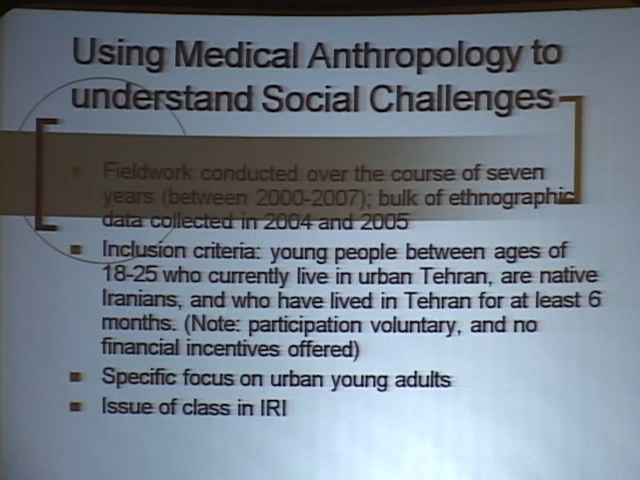 Using Medical Anthropology to
understand Social Challenges
Fieldwork conducted over the course of seven
years (between 2000-2007); bulk of ethnographic
data collected in 2004 and 2005
Inclusion criteria: young people between ages of
18-25 who currently live in urban Tehran, are native
Iranians, and who have lived in Tehran for at least 6
months. (Note: participation voluntary, and no
financial incentives offered)
Specific focus on urban young adults
Issue of class in IRI